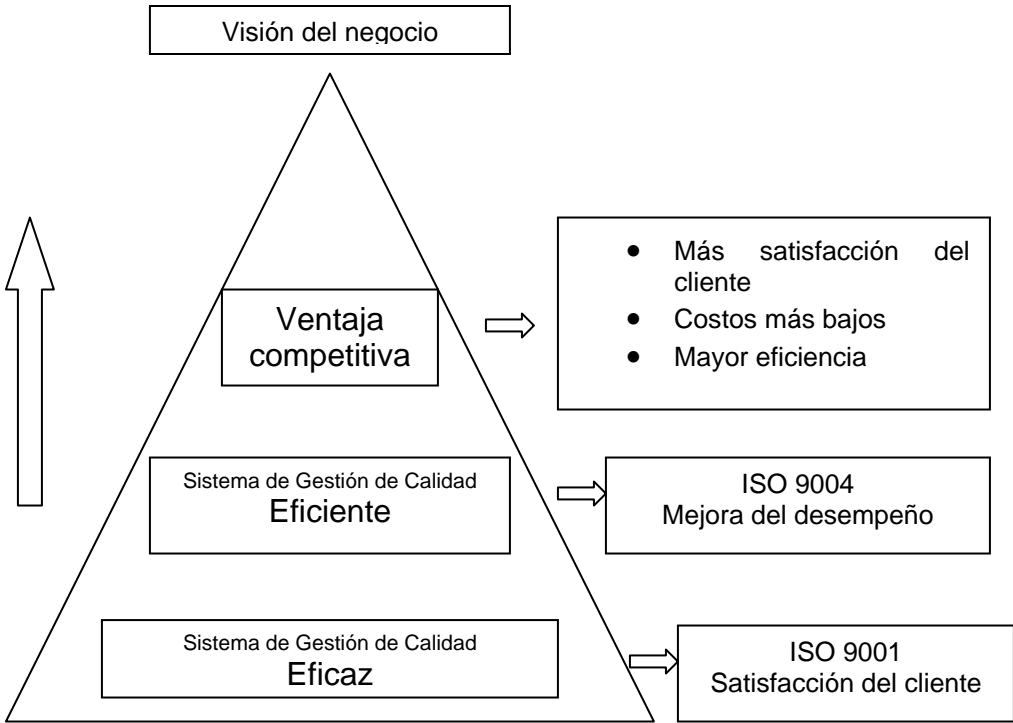 Visión del negocio
Ventaja
competitiva
• Más satisfacción del
cliente
• Costos más bajos
• Mayor eficiencia
Sistema de Gestión de Calidad
Eficiente
ISO 9004
Mejora del desempeño
Sistema de Gestión de Calidad
Eficaz
ISO 9001
Satisfacción del cliente